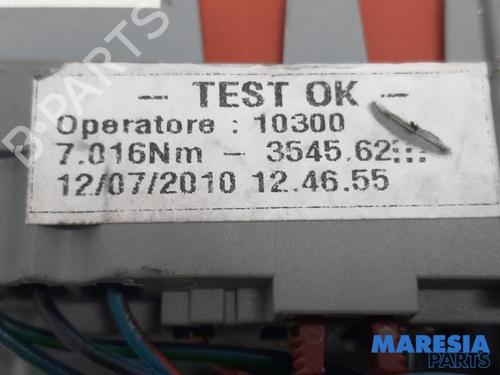 - TEST OK -
Operatore : 10300
7.016Nm - 3545.62:::
12/07/2010 12.46.55
B-PARTS
MARESIA
PARTS